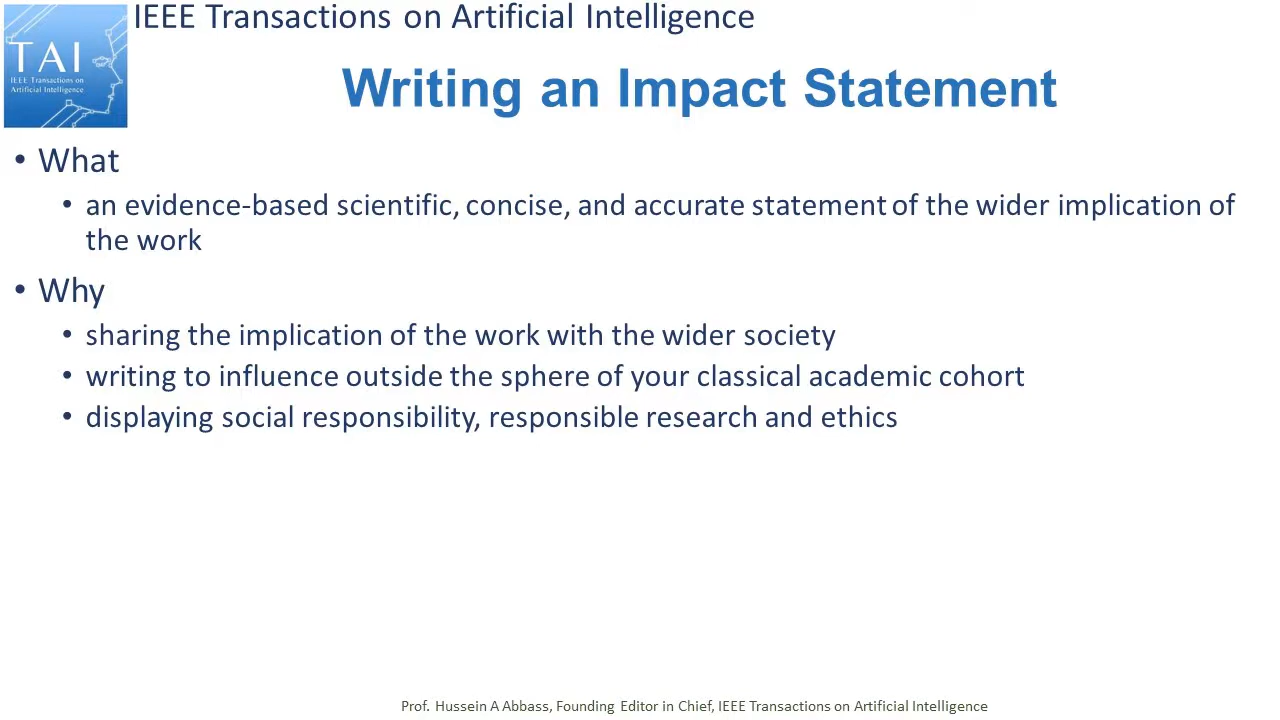 IEEE Transactions on Artificial Intelligence
TAI
IEEE Transactions on
Artificial Intelligence
Writing an Impact Statement
• What
• an evidence-based scientific, concise, and accurate statement of the wider implication of
the work
• Why
• sharing the implication of the work with the wider society
• writing to influence outside the sphere of your classical academic cohort
• displaying social responsibility, responsible research and ethics
Prof. Hussein A Abbass, Founding Editor in Chief, IEEE Transactions on Artificial Intelligence